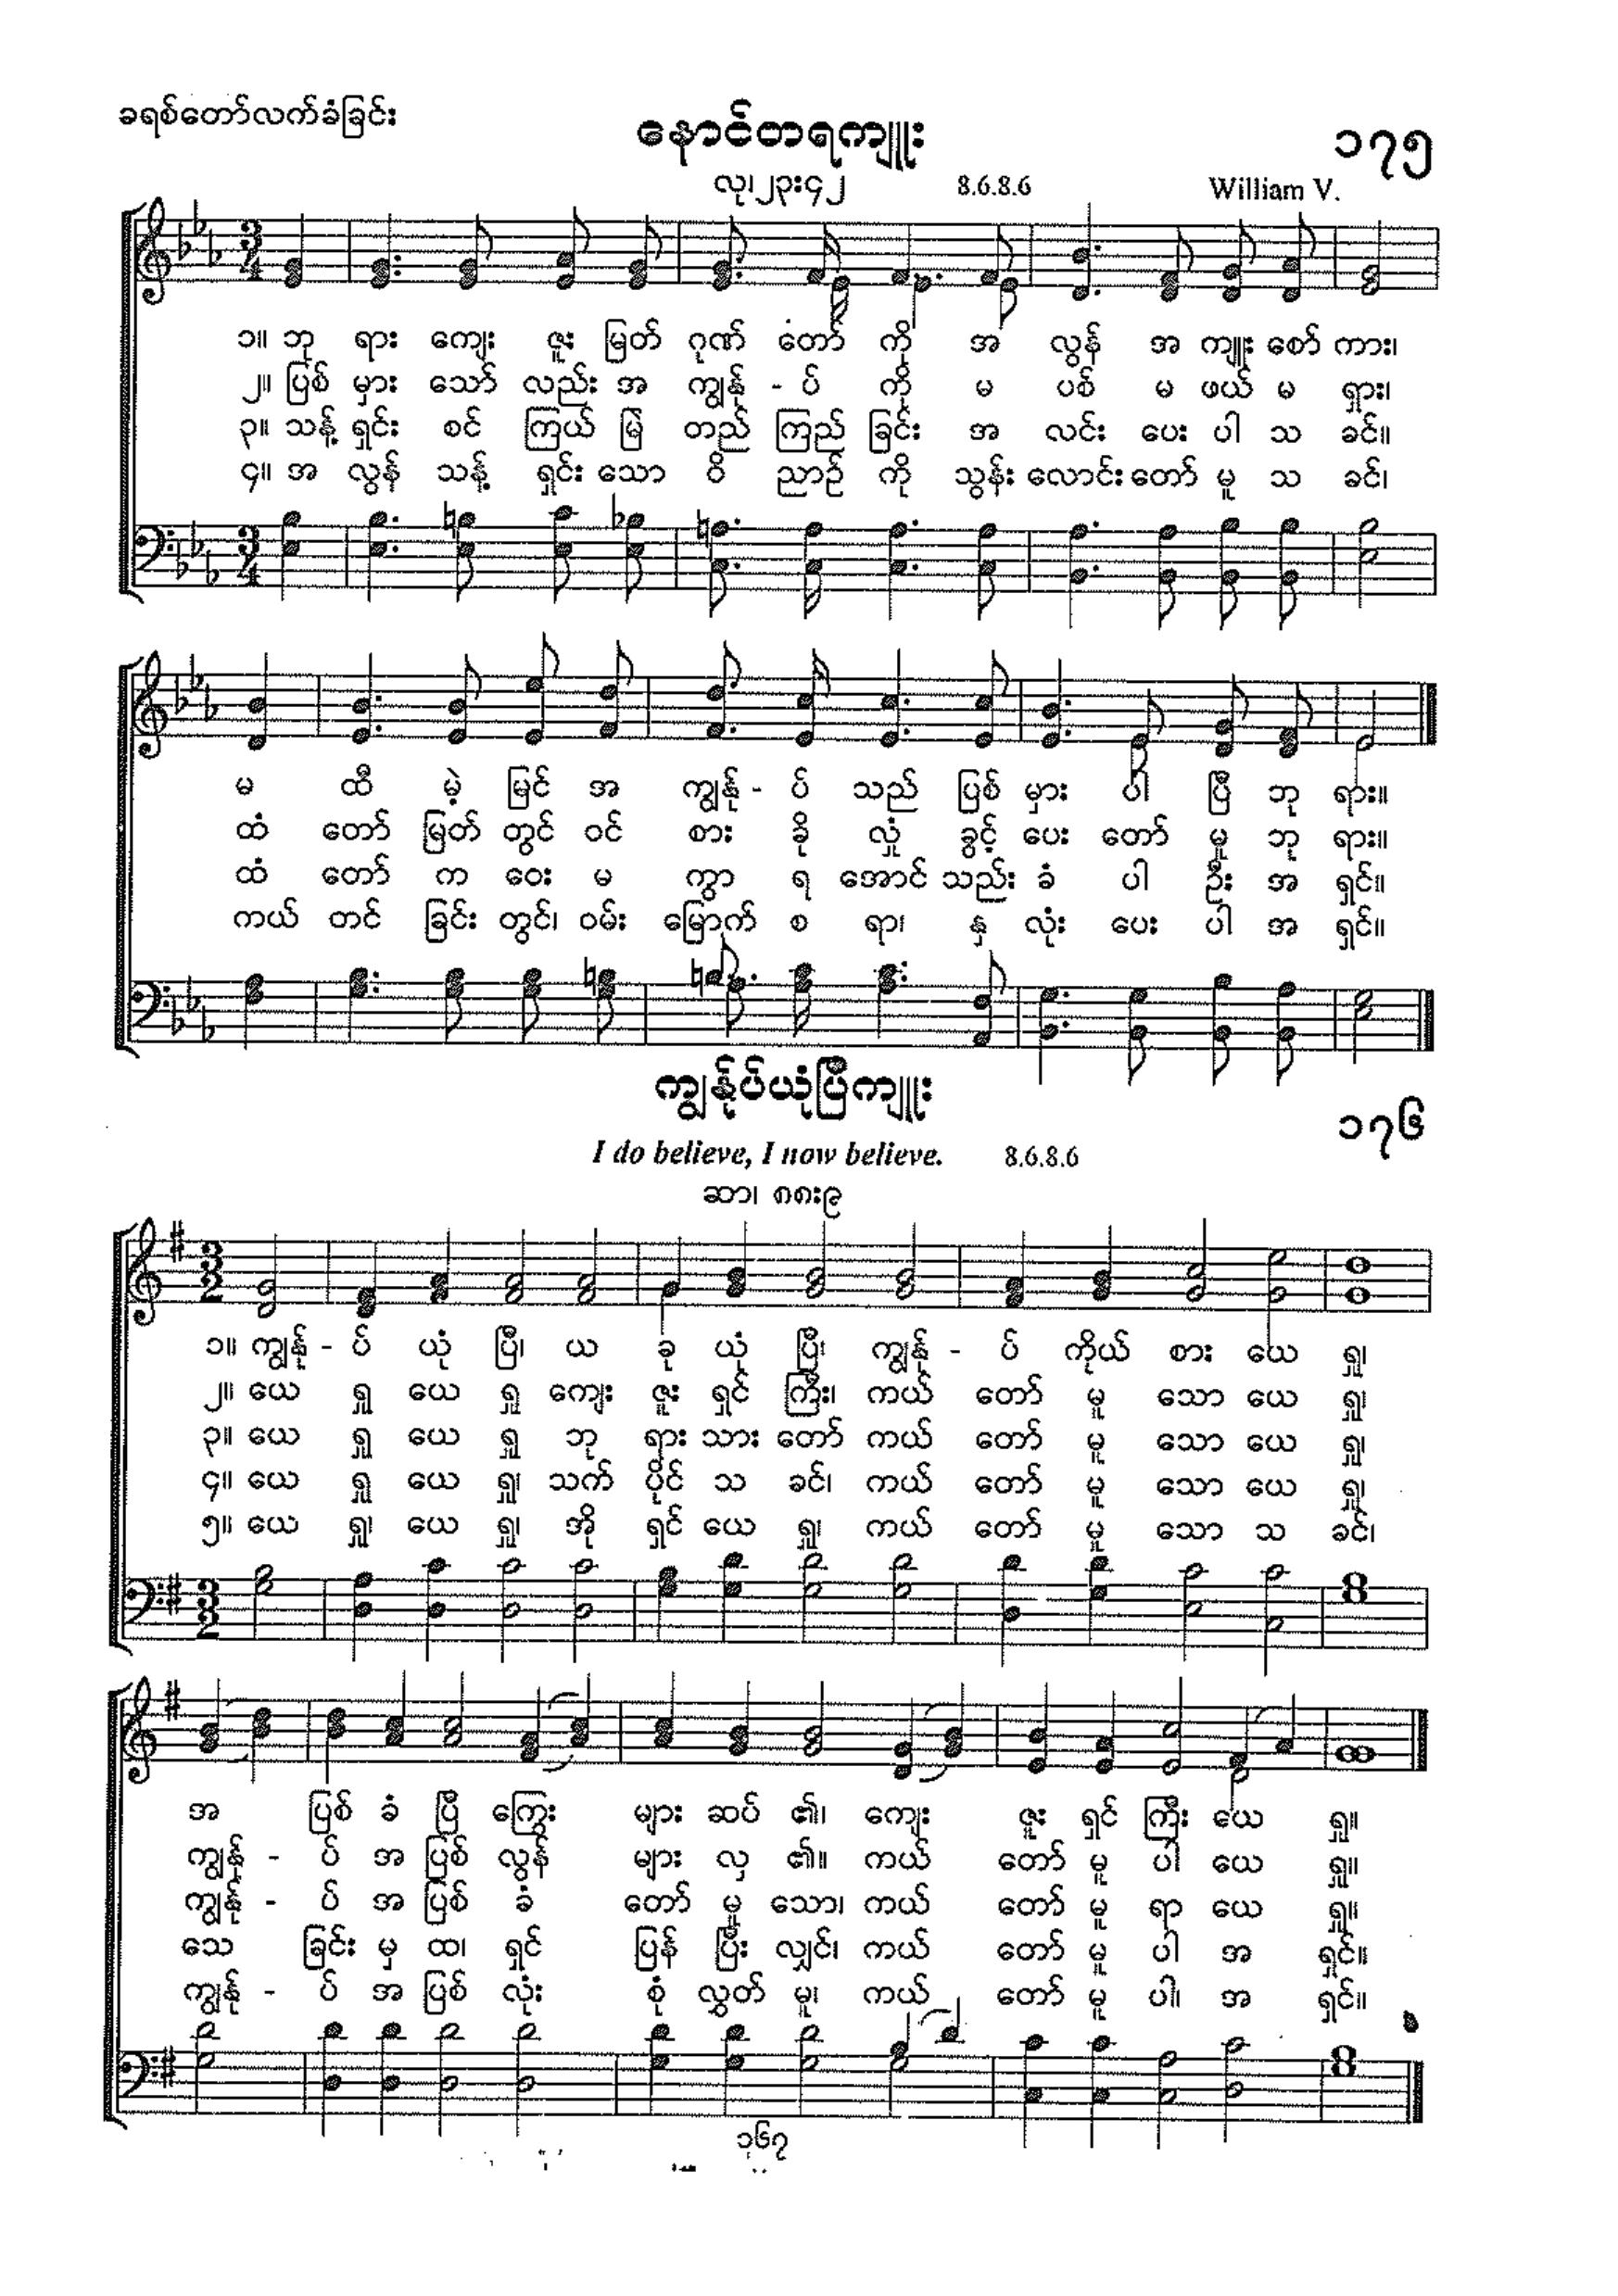 ခရစ်တော်လက်ခံခြင်း
နောင်တရကျူး
၁၇၅
လု၊၂၃း၄၂ 8.6.8.6 William V.
၁။ ဘု ရား ကျေး ဇူး မြတ် ဂုဏ် တော် ကို အ လွန် အ ကျူး စော် ကား၊
၂။ ပြစ် မှား သော် လည်း အ ကျွန် - ုပ် ကို မ ပစ် မ ဖယ် မ ရှား၊
၃။ သန့် ရှင်း စင် ကြယ် မြဲ တည် ကြည် ခြင်း အ လင်း ပေး ပါ သ ခင်။
၄။ အ လွန် သန့် ရှင်း သော ဝိ ညာဉ် ကို သွန်း လောင်း တော် မူ သ ခင်၊
မ ထီ မဲ့ မြင် အ ကျွန်ု - ပ် သည် ပြစ် မှား ပါ ပြီ ဘု ရား။
ထံ တော် မြတ် တွင် ဝင် စား ခို လှုံ ခွင့် ပေး တော် မူ ဘု ရား။
ထံ တော် က ဝေး မ ကွာ ရ အောင် သည်း ခံ ပါ ဦး အ ရှင်။
ကယ် တင် ခြင်း တွင်၊ ဝမ်း မြောက် စ ရာ၊ နှ လုံး ပေး ပါ အ ရှင်။
ကျွန်ုပ်ယုံပြီကျူး
၁၇၆
I do believe, I now believe. 8.6.8.6
ဆာ၊ ၈၈း၉
3/2
၁။ ကျွန်ု - ပ် ယုံ ပြီ၊ ယ ခု ယုံ ပြီ၊ ကျွန်ု - ပ် ကိုယ် စား ယေ ရှူ၊
၂။ ယေ ရှူ ယေ ရှူ ကျေး ဇူး ရှင် ကြီး၊ ကယ် တော် မူ သော ယေ ရှူ၊
၃။ ယေ ရှူ ယေ ရှူ ဘု ရား သား တော် ကယ် တော် မူ သော ယေ ရှူ၊
၄။ ယေ ရှူ ယေ ရှူ၊ သက် ပိုင် သ ခင်၊ ကယ် တော် မူ သော ယေ ရှူ၊
၅။ ယေ ရှူ၊ ယေ ရှူ၊ အို ရှင် ယေ ရှူ၊ ကယ် တော် မူ သော သ ခင်၊
အ ပြစ် ခံ ပြီ ကြွေး များ ဆပ် ၏၊ ကျေး ဇူး ရှင် ကြီး ယေ ရှူ။
ကျွန်ု - ပ် အ ပြစ် လွန် များ လှ ၏။ ကယ် တော် မူ ပါ ယေ ရှူ။
ကျွန်ု - ပ် အ ပြစ် ခံ တော် မူ သော၊ ကယ် တော် မူ ရာ ယေ ရှူ။
သေ ခြင်း မှ ထ၊ ရှင် ပြန် ပြီး လျှင်၊ ကယ် တော် မူ ပါ အ ရှင်။
ကျွန်ု - ပ် အ ပြစ် လုံး စုံ လွှတ် မူ၊ ကယ် တော် မူ ပါ၊ အ ရှင်။
၁၆၇